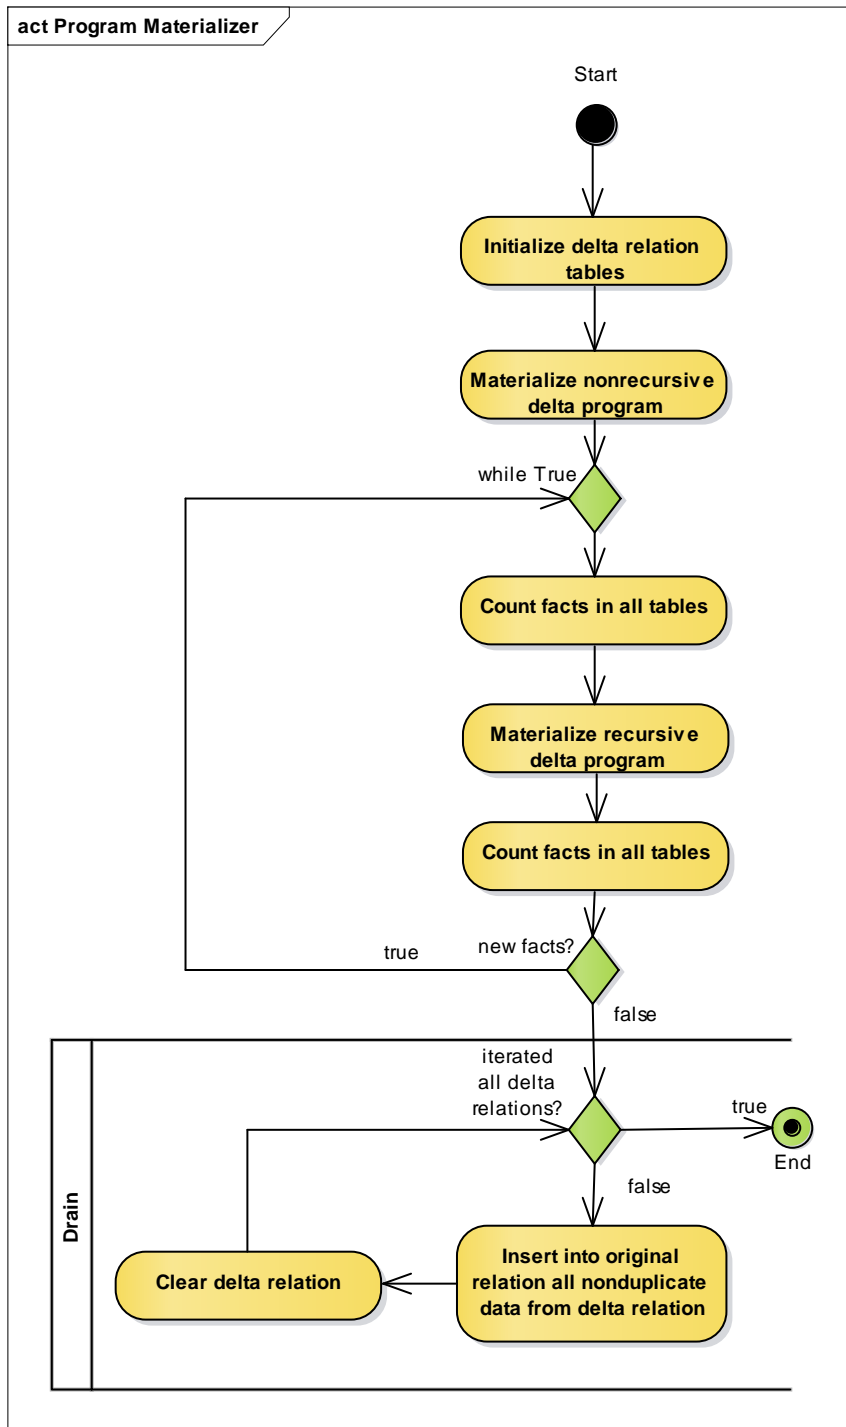 act Program Materializer
Start
Initialize delta relation
tables
Materialize nonrecursive
delta program
while True
Count facts in all tables
Materialize recursive
delta program
Count facts in all tables
new facts?
true
false
iterated
all delta
relations?
true
End
false
Drain
Insert into original
relation all nonduplicate
data from delta relation
Clear delta relation